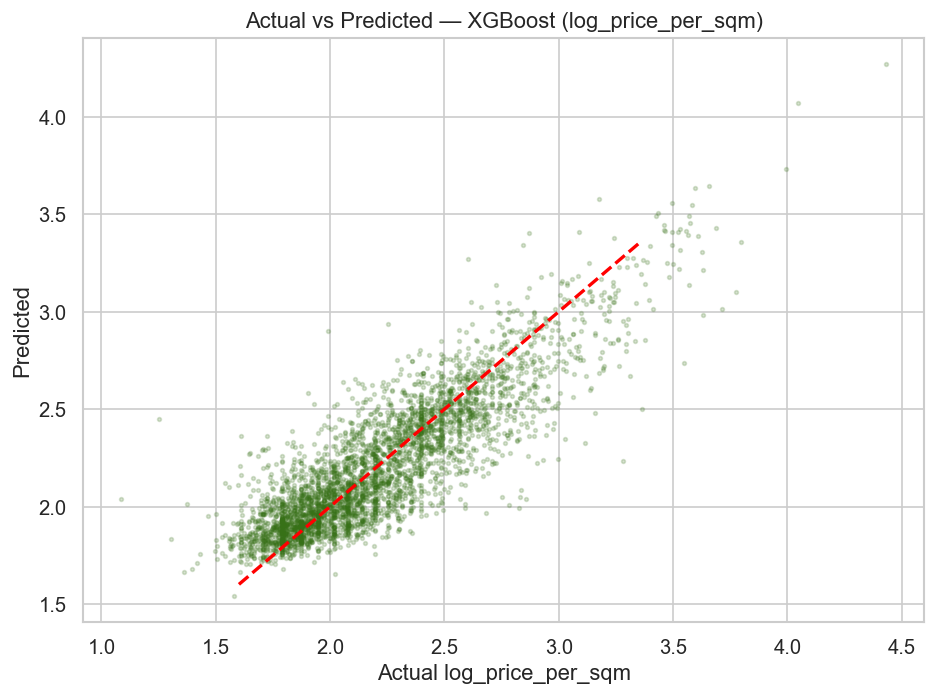 Actual vs Predicted — XGBoost (log_price_per_sqm)
4.0
3.5
3.0
2.5
2.0
1.5
Predicted
1.0 1.5 2.0 2.5 3.0 3.5 4.0 4.5
Actual log_price_per_sqm